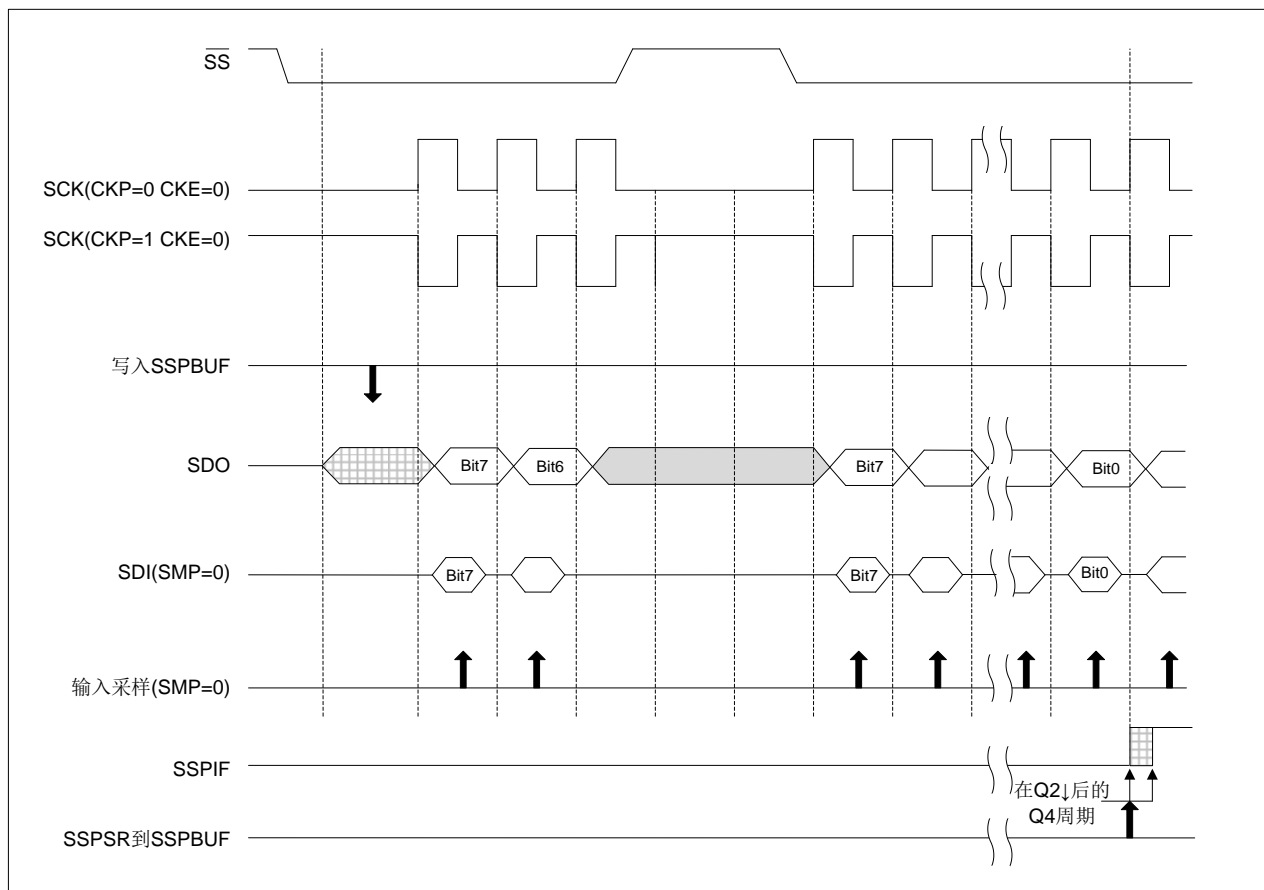 SS
SCK(CKP=0 CKE=0)
SCK(CKP=1 CKE=0)
写入SSPBUF
SDO
Bit7
Bit6
Bit7
Bit0
SDI(SMP=0)
Bit7
Bit7
Bit0
输入采样(SMP=0)
SSPIF
在Q2↓后的
Q4周期
SSPSR到SSPBUF